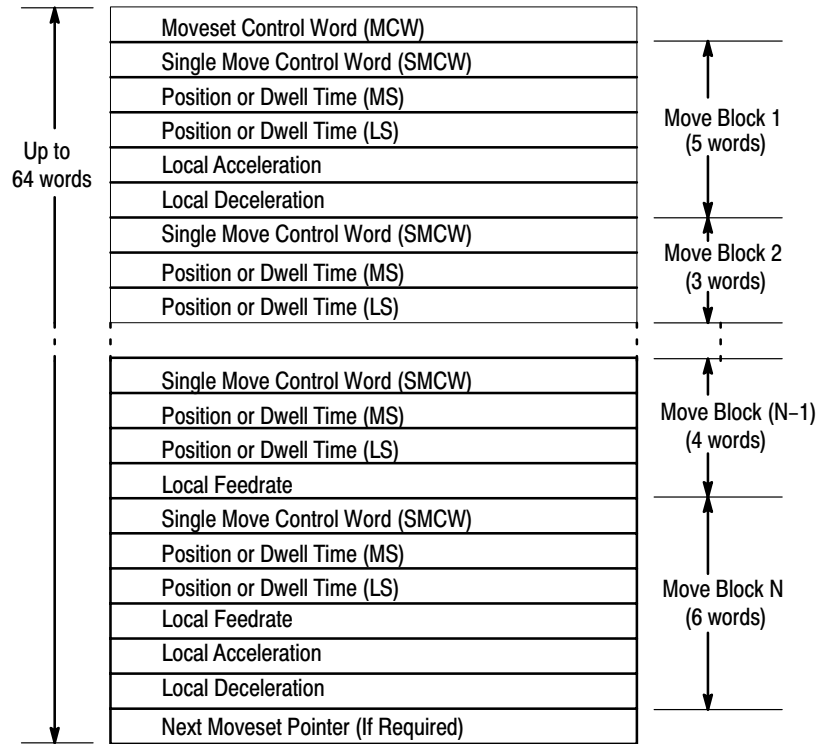 Moveset Control Word (MCW)
Single Move Control Word (SMCW)
Position or Dwell Time (MS)
Position or Dwell Time (LS)
Local Acceleration
Local Deceleration
Single Move Control Word (SMCW)
Position or Dwell Time (MS)
Position or Dwell Time (LS)
Single Move Control Word (SMCW)
Position or Dwell Time (MS)
Position or Dwell Time (LS)
Local Feedrate
Single Move Control Word (SMCW)
Position or Dwell Time (MS)
Position or Dwell Time (LS)
Local Feedrate
Local Acceleration
Local Deceleration
Next Moveset Pointer (If Required)
Up to
64 words
Move Block 1
(5 words)
Move Block 2
(3 words)
Move Block (N–1)
(4 words)
Move Block N
(6 words)